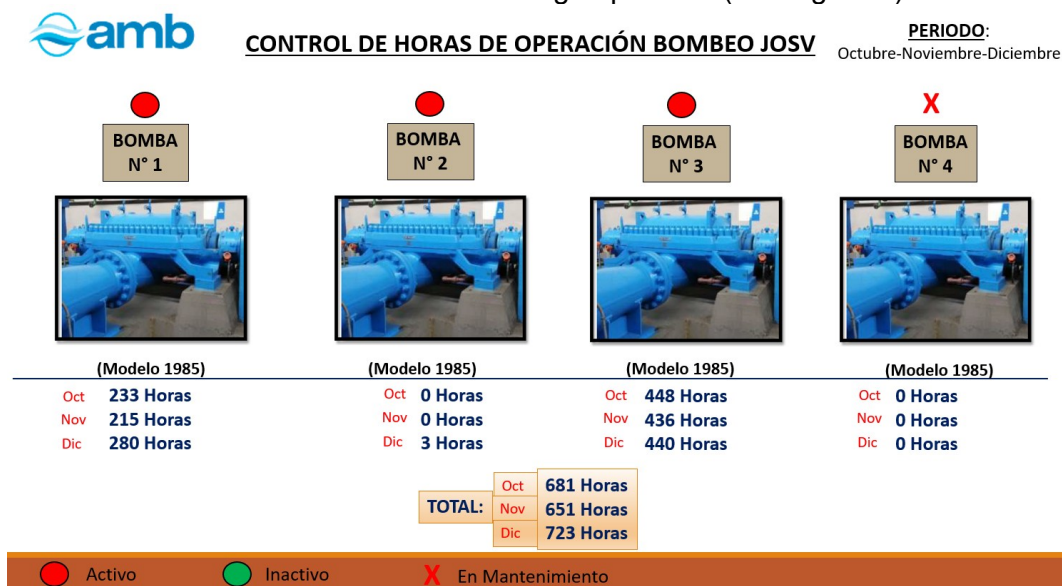 amb
CONTROL DE HORAS DE OPERACIÓN BOMBEO JOSV
PERIODO:
Octubre-Noviembre-Diciembre
X
BOMBA
N° 1
BOMBA
N° 2
BOMBA
N° 3
BOMBA
N° 4
(Modelo 1985)
(Modelo 1985)
(Modelo 1985)
(Modelo 1985)
Oct 233 Horas
Nov 215 Horas
Dic 280 Horas
Oct 0 Horas
Nov 0 Horas
Dic 3 Horas
Oct 448 Horas
Nov 436 Horas
Dic 440 Horas
Oct 0 Horas
Nov 0 Horas
Dic 0 Horas
TOTAL:
Oct 681 Horas
Nov 651 Horas
Dic 723 Horas
Activo
Inactivo
X En Mantenimiento